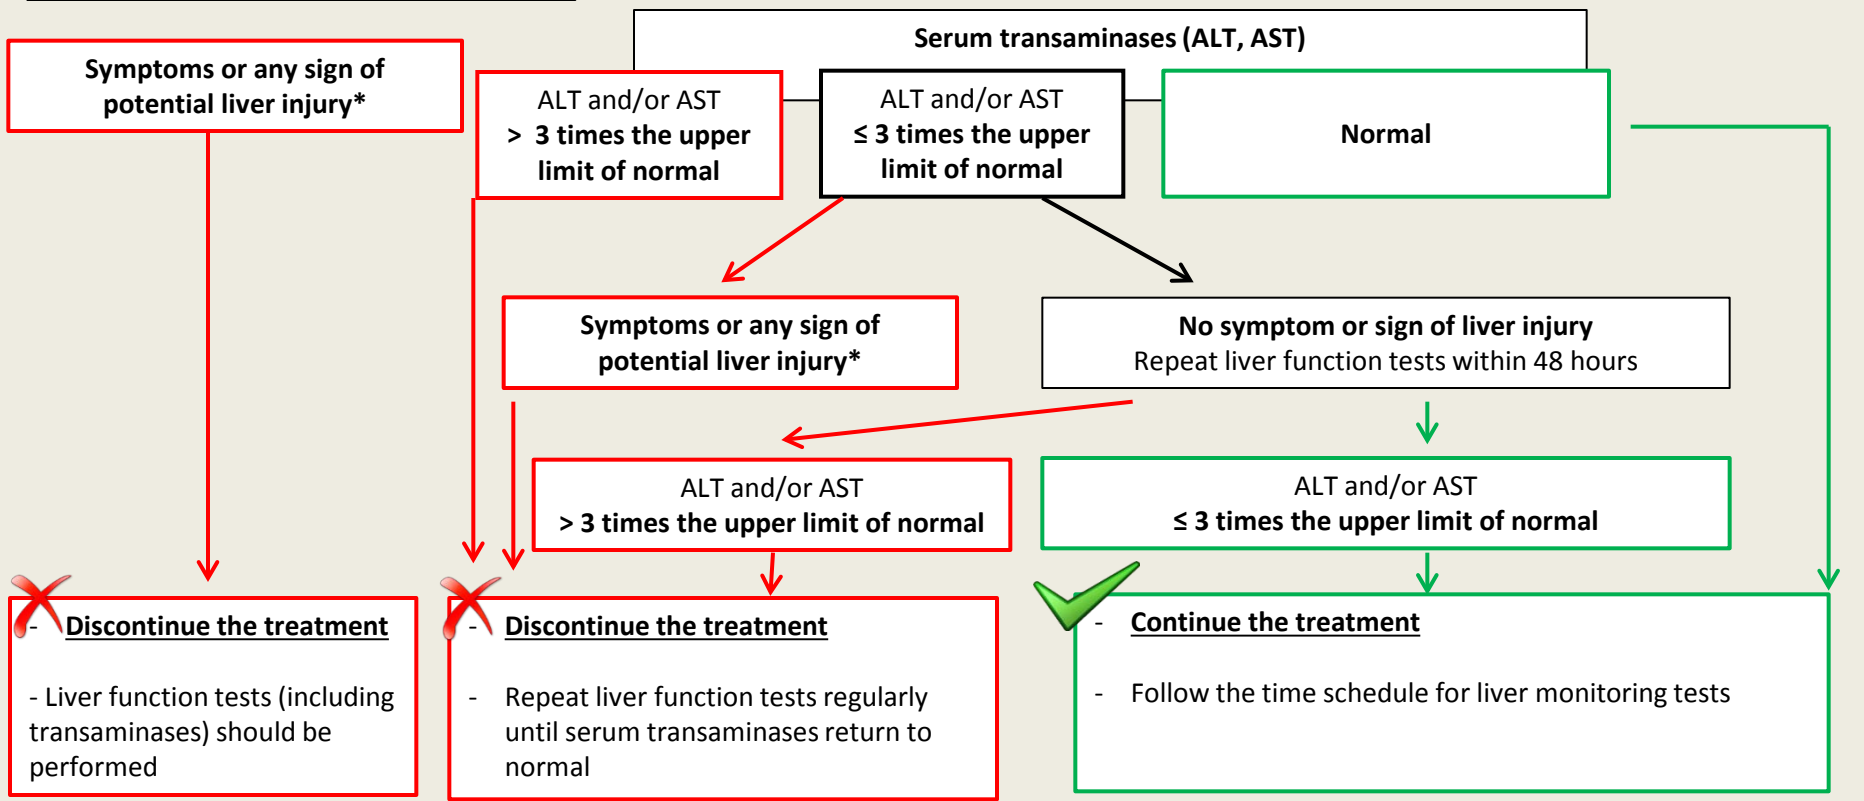 Serum transaminases (ALT, AST)
Symptoms or any sign of
potential liver injury*
ALT and/or AST
> 3 times the upper
limit of normal
ALT and/or AST
≤ 3 times the upper
limit of normal
Normal
Symptoms or any sign of
potential liver injury*
No symptom or sign of liver injury
Repeat liver function tests within 48 hours
ALT and/or AST
> 3 times the upper limit of normal
ALT and/or AST
≤ 3 times the upper limit of normal
- Discontinue the treatment
- Liver function tests (including
transaminases) should be
performed
- Discontinue the treatment
- Repeat liver function tests regularly
until serum transaminases return to
normal
- Continue the treatment
- Follow the time schedule for liver monitoring tests